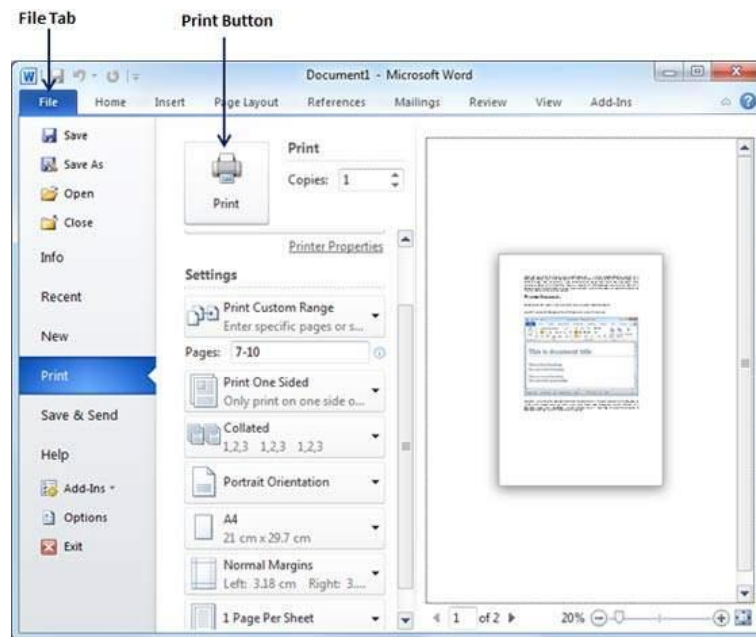 File Tab
Print Button
Document1 - Microsoft Word
File Home Insert Page Layout References Mailings Review View Add-Ins
Save
Save As
Open
Close
Info
Recent
New
Print
Save & Send
Help
Add-Ins
Options
Exit
Print
Print
Copies: 1
Printer Properties
Settings
Print Custom Range
Enter specific pages or s...
Pages: 7-10
Print One Sided
Only print on one side o...
Collated
1,2,3 1,2,3 1,2,3
Portrait Orientation
A4
21 cm x 29.7 cm
Normal Margins
Left: 3.18 cm Right: 3....
1 Page Per Sheet
This is document title
1 of 2
20%